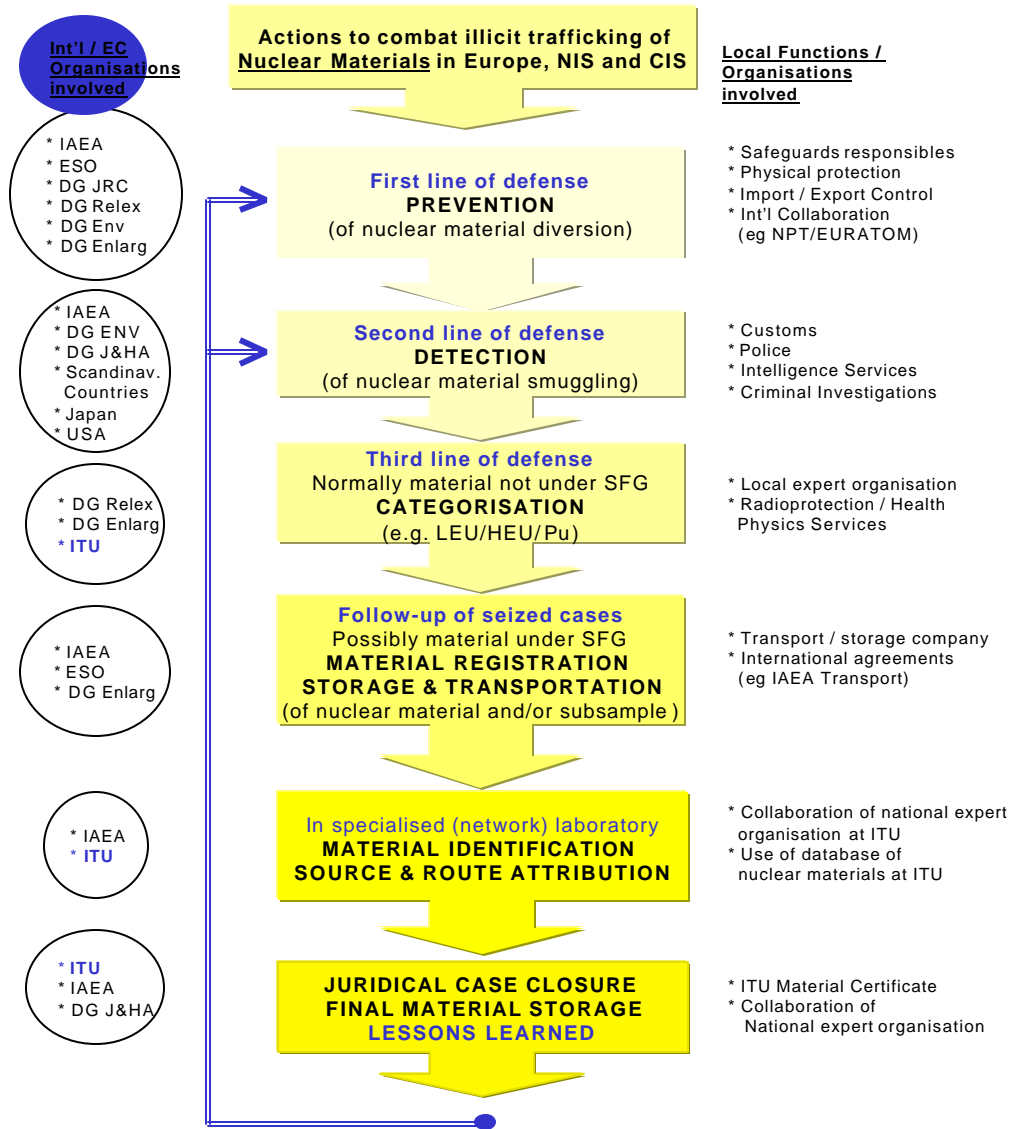 Int'l / EC
Organisations
involved
Actions to combat illicit trafficking of
Nuclear Materials in Europe, NIS and CIS
Local Functions /
Organisations
involved
* IAEA
* ESO
* DG JRC
* DG Relex
* DG Env
* DG Enlarg
First line of defense
PREVENTION
(of nuclear material diversion)
* Safeguards responsibles
* Physical protection
* Import / Export Control
* Int'l Collaboration
(eg NPT/EURATOM)
* IAEA
* DG ENV
* DG J&HA
* Scandinav.
Countries
* Japan
* USA
Second line of defense
DETECTION
(of nuclear material smuggling)
* Customs
* Police
* Intelligence Services
* Criminal Investigations
* DG Relex
* DG Enlarg
* ITU
Third line of defense
Normally material not under SFG
CATEGORISATION
(e.g. LEU/HEU/Pu)
* Local expert organisation
* Radioprotection / Health
Physics Services
* IAEA
* ESO
* DG Enlarg
Follow-up of seized cases
Possibly material under SFG
MATERIAL REGISTRATION
STORAGE & TRANSPORTATION
(of nuclear material and/or subsample )
* Transport / storage company
* International agreements
(eg IAEA Transport)
* IAEA
* ITU
In specialised (network) laboratory
MATERIAL IDENTIFICATION
SOURCE & ROUTE ATTRIBUTION
* Collaboration of national expert
organisation at ITU
* Use of database of
nuclear materials at ITU
* ITU
* IAEA
* DG J&HA
JURIDICAL CASE CLOSURE
FINAL MATERIAL STORAGE
LESSONS LEARNED
* ITU Material Certificate
* Collaboration of
National expert organisation